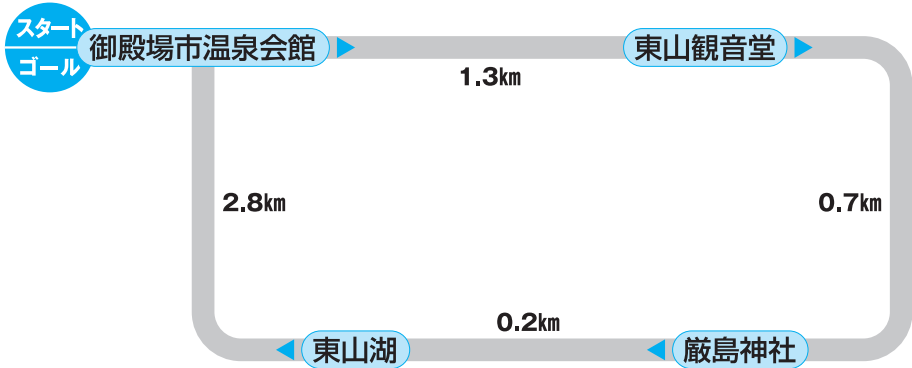 スタート
ゴール
御殿場市温泉会館
1.3km
東山観音堂
0.7km
厳島神社
0.2km
東山湖
2.8km